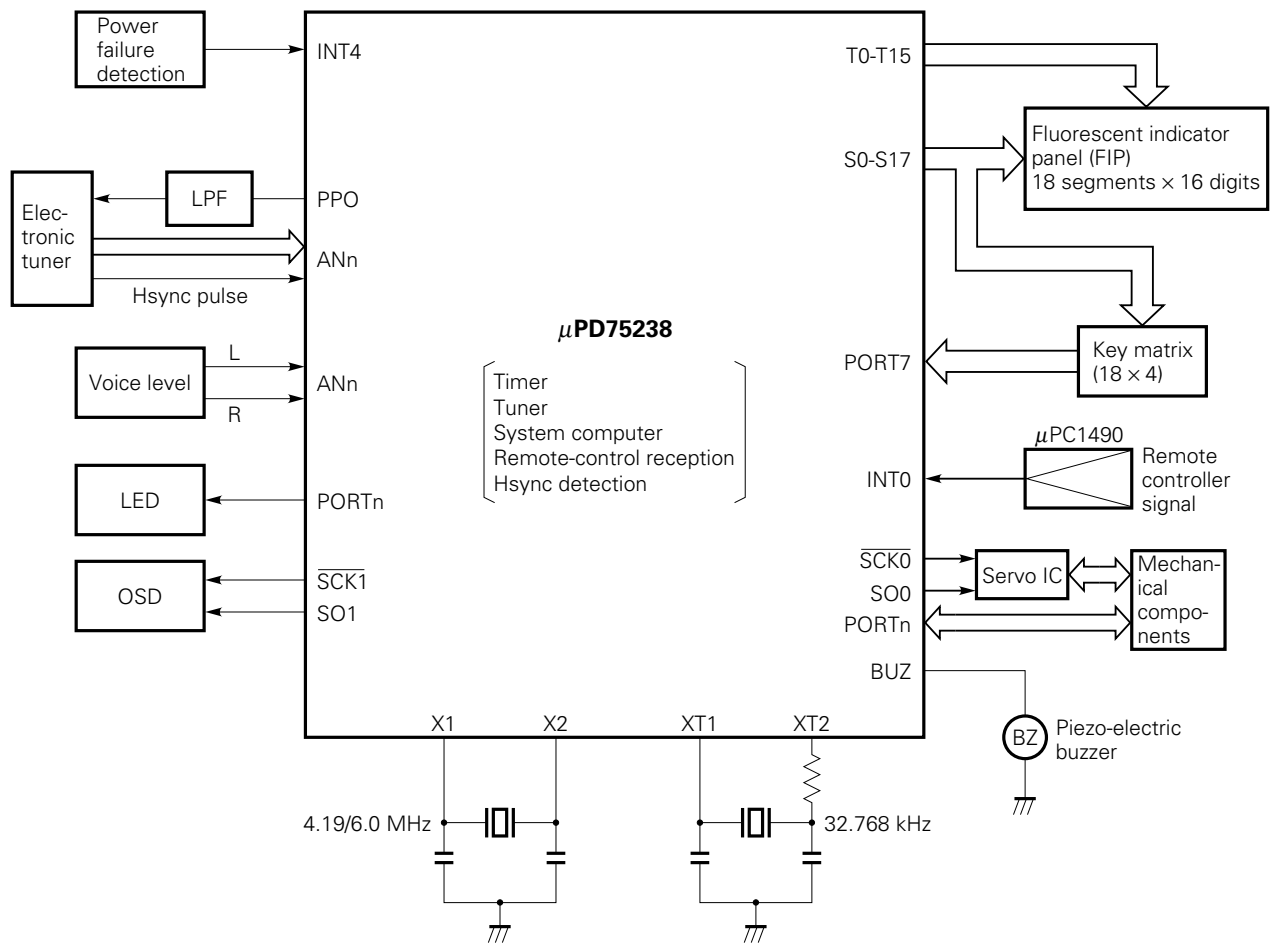 Power
failure
detection
INT4
T0-T15
Fluorescent indicator
panel (FIP)
18 segments × 16 digits
S0-S17
Elec-
tronic
tuner
LPF
PPO
ANn
Hsync pulse
μPD75238
Timer
Tuner
System computer
Remote-control reception
Hsync detection
Voice level
L
R
ANn
PORT7
Key matrix
(18 × 4)
μPC1490
Remote
controller
signal
INT0
LED
PORTn
OSD
SCK1
SO1
SCK0
SO0
PORTn
Servo IC
Mechan-
ical
compo-
nents
BUZ
BZ
Piezo-electric
buzzer
X1
X2
XT1
XT2
4.19/6.0 MHz
32.768 kHz